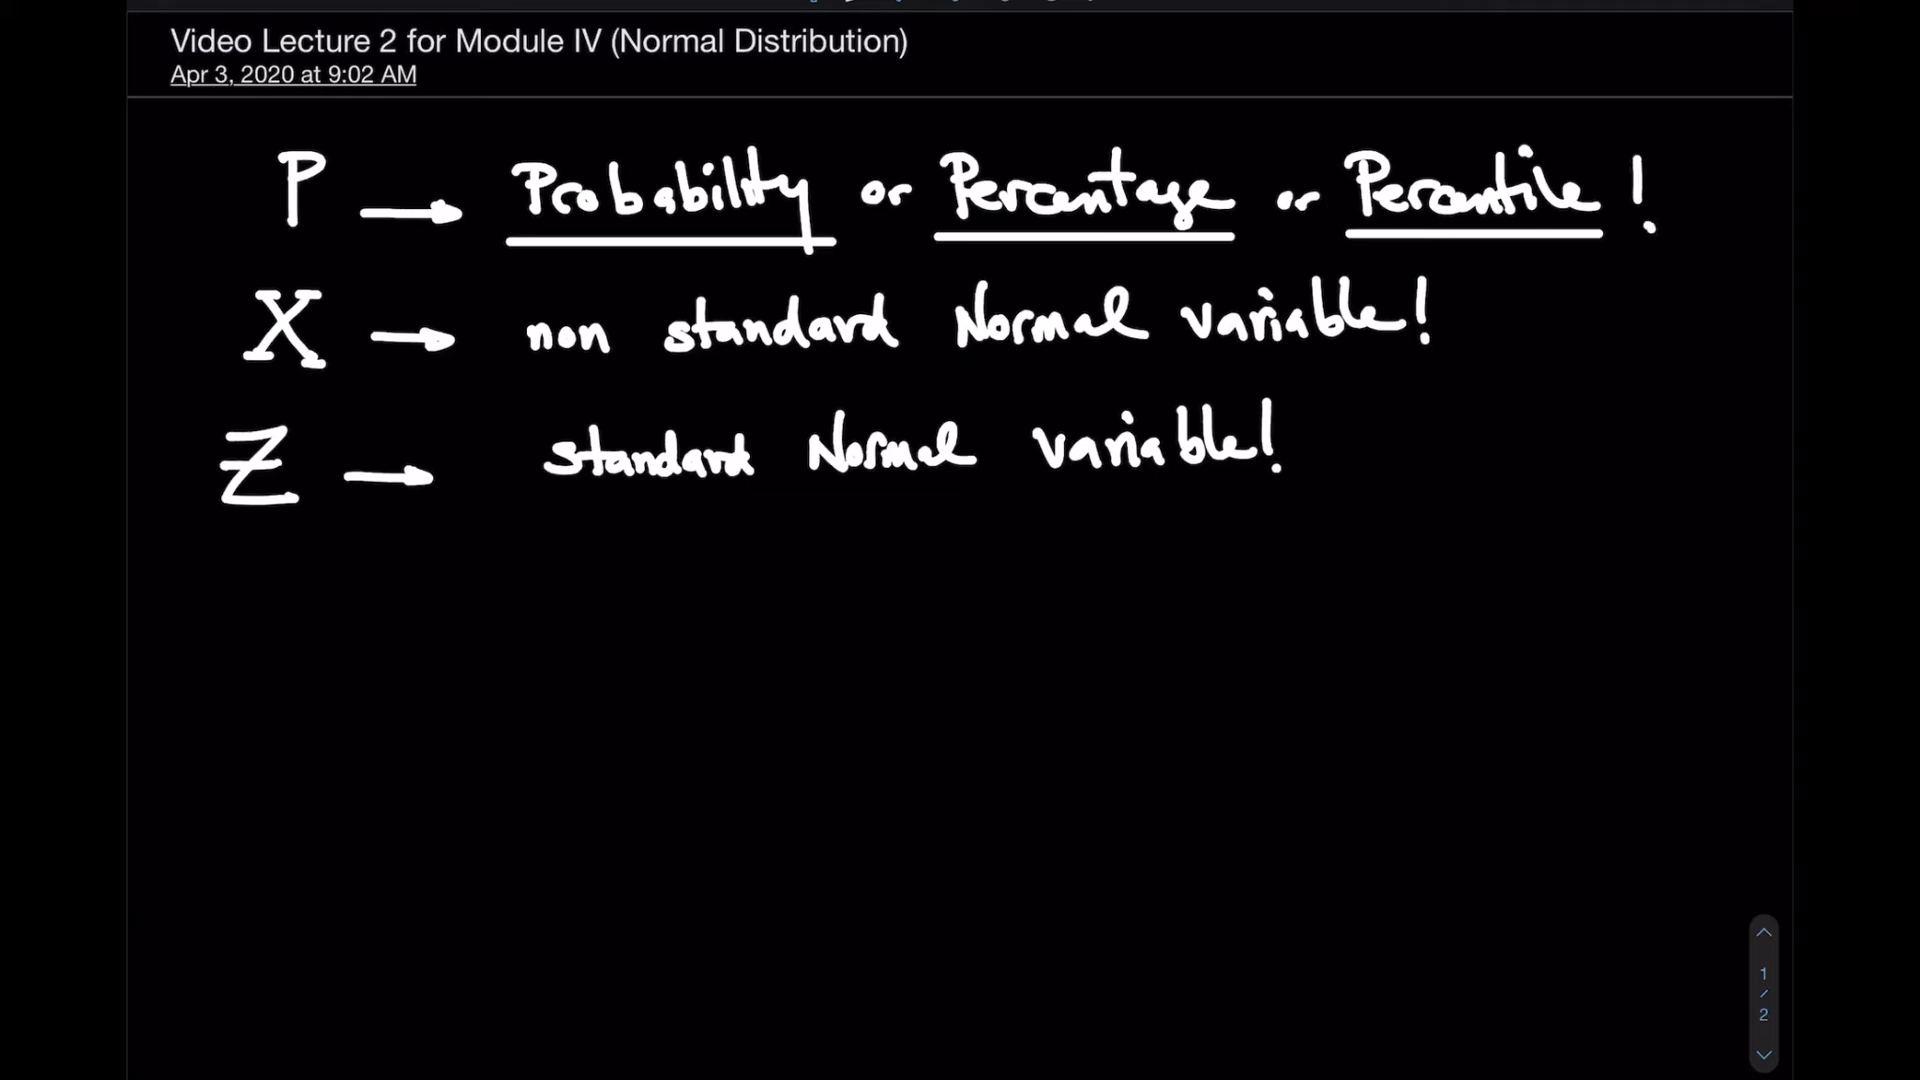 Video Lecture 2 for Module IV (Normal Distribution)
Apr 3, 2020 at 9:02 AM
P → Probability or Percentage or Percentile !
X → non standard Normal variable!
Z → standard Normal variable!
1
/
2